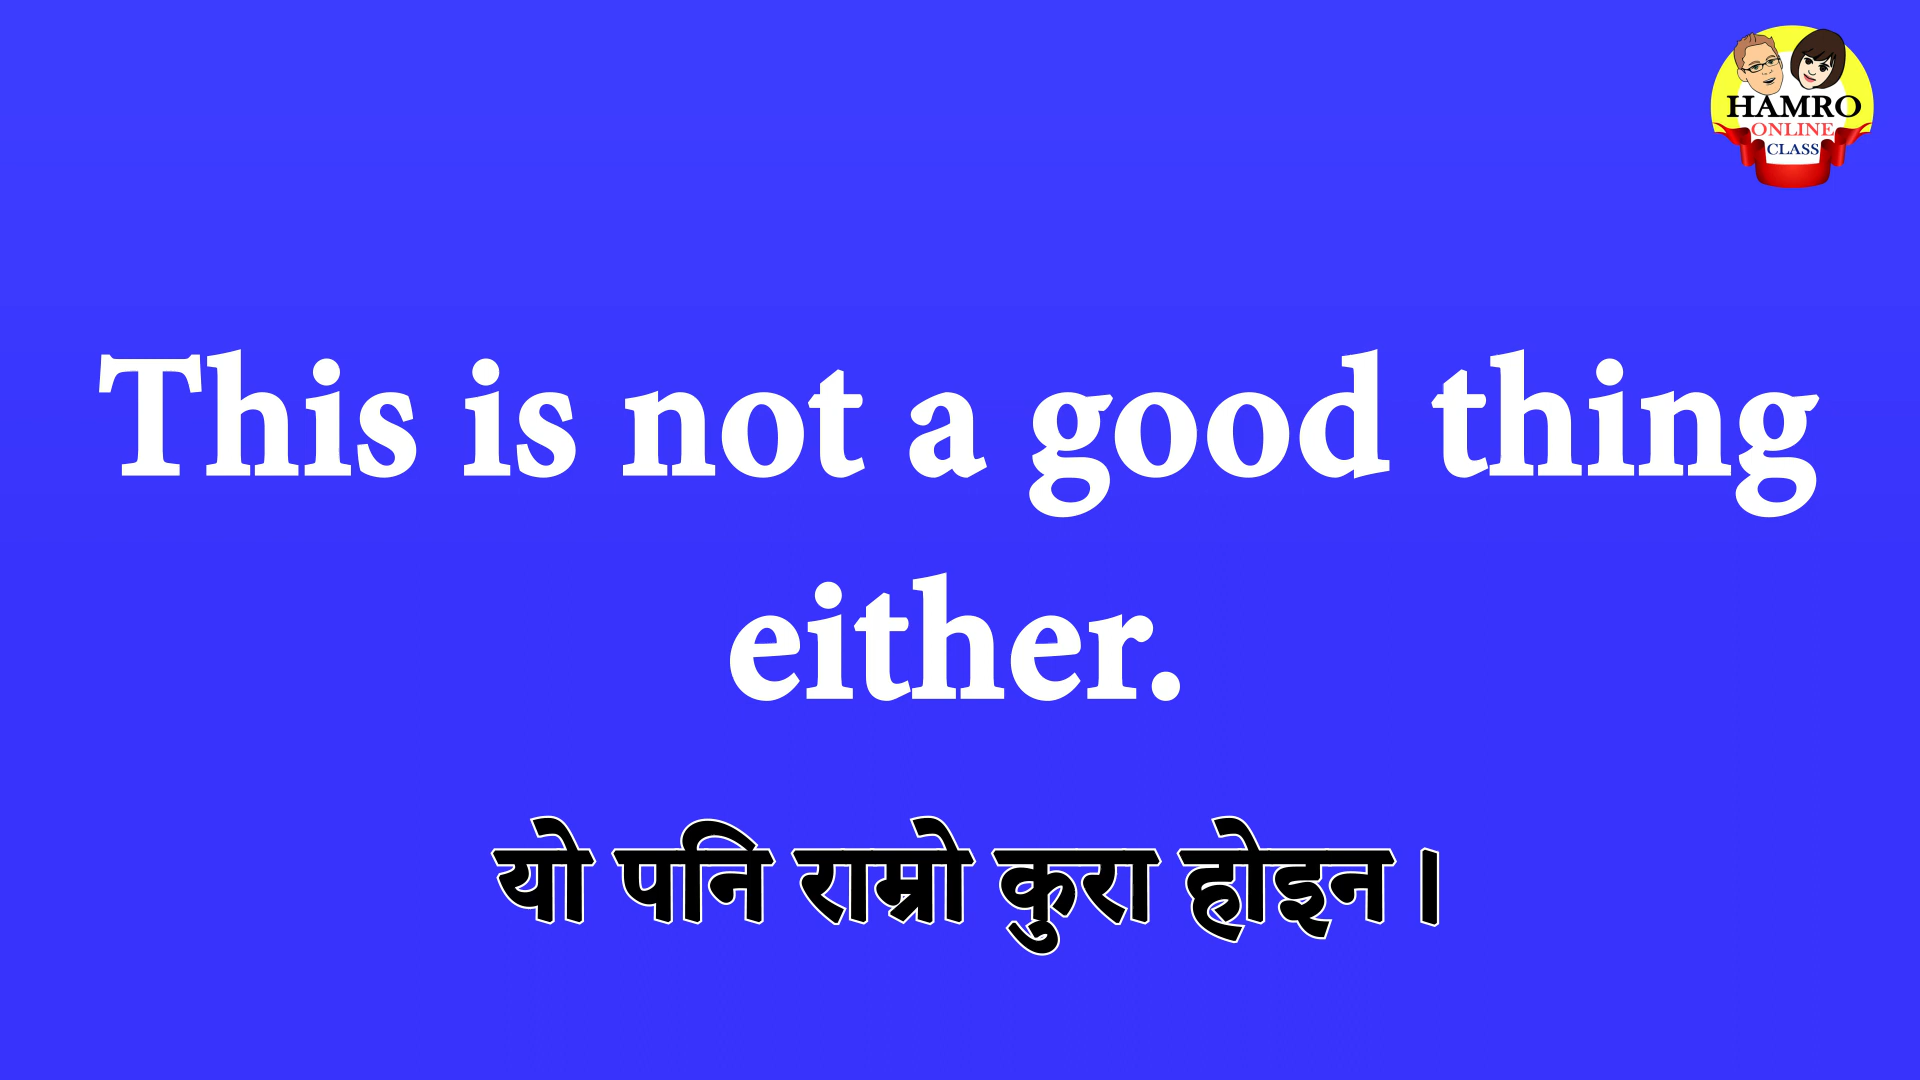 HAMRO
ONLINE
CLASS
This is not a good thing
either.
यो पनि राम्रो कुरा होइन।